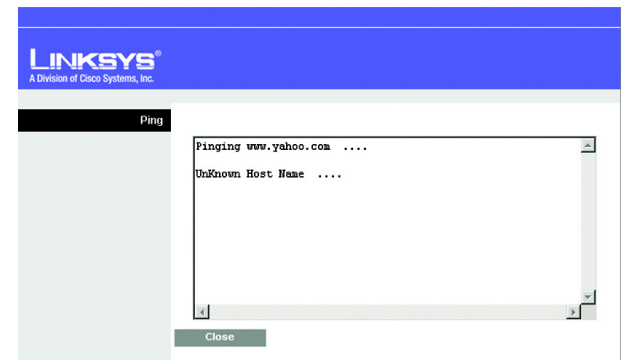 LINKSYS®
A Division of Cisco Systems, Inc.
Ping
Pinging www.yahoo.com ....
UnKnown Host Name ....
Close